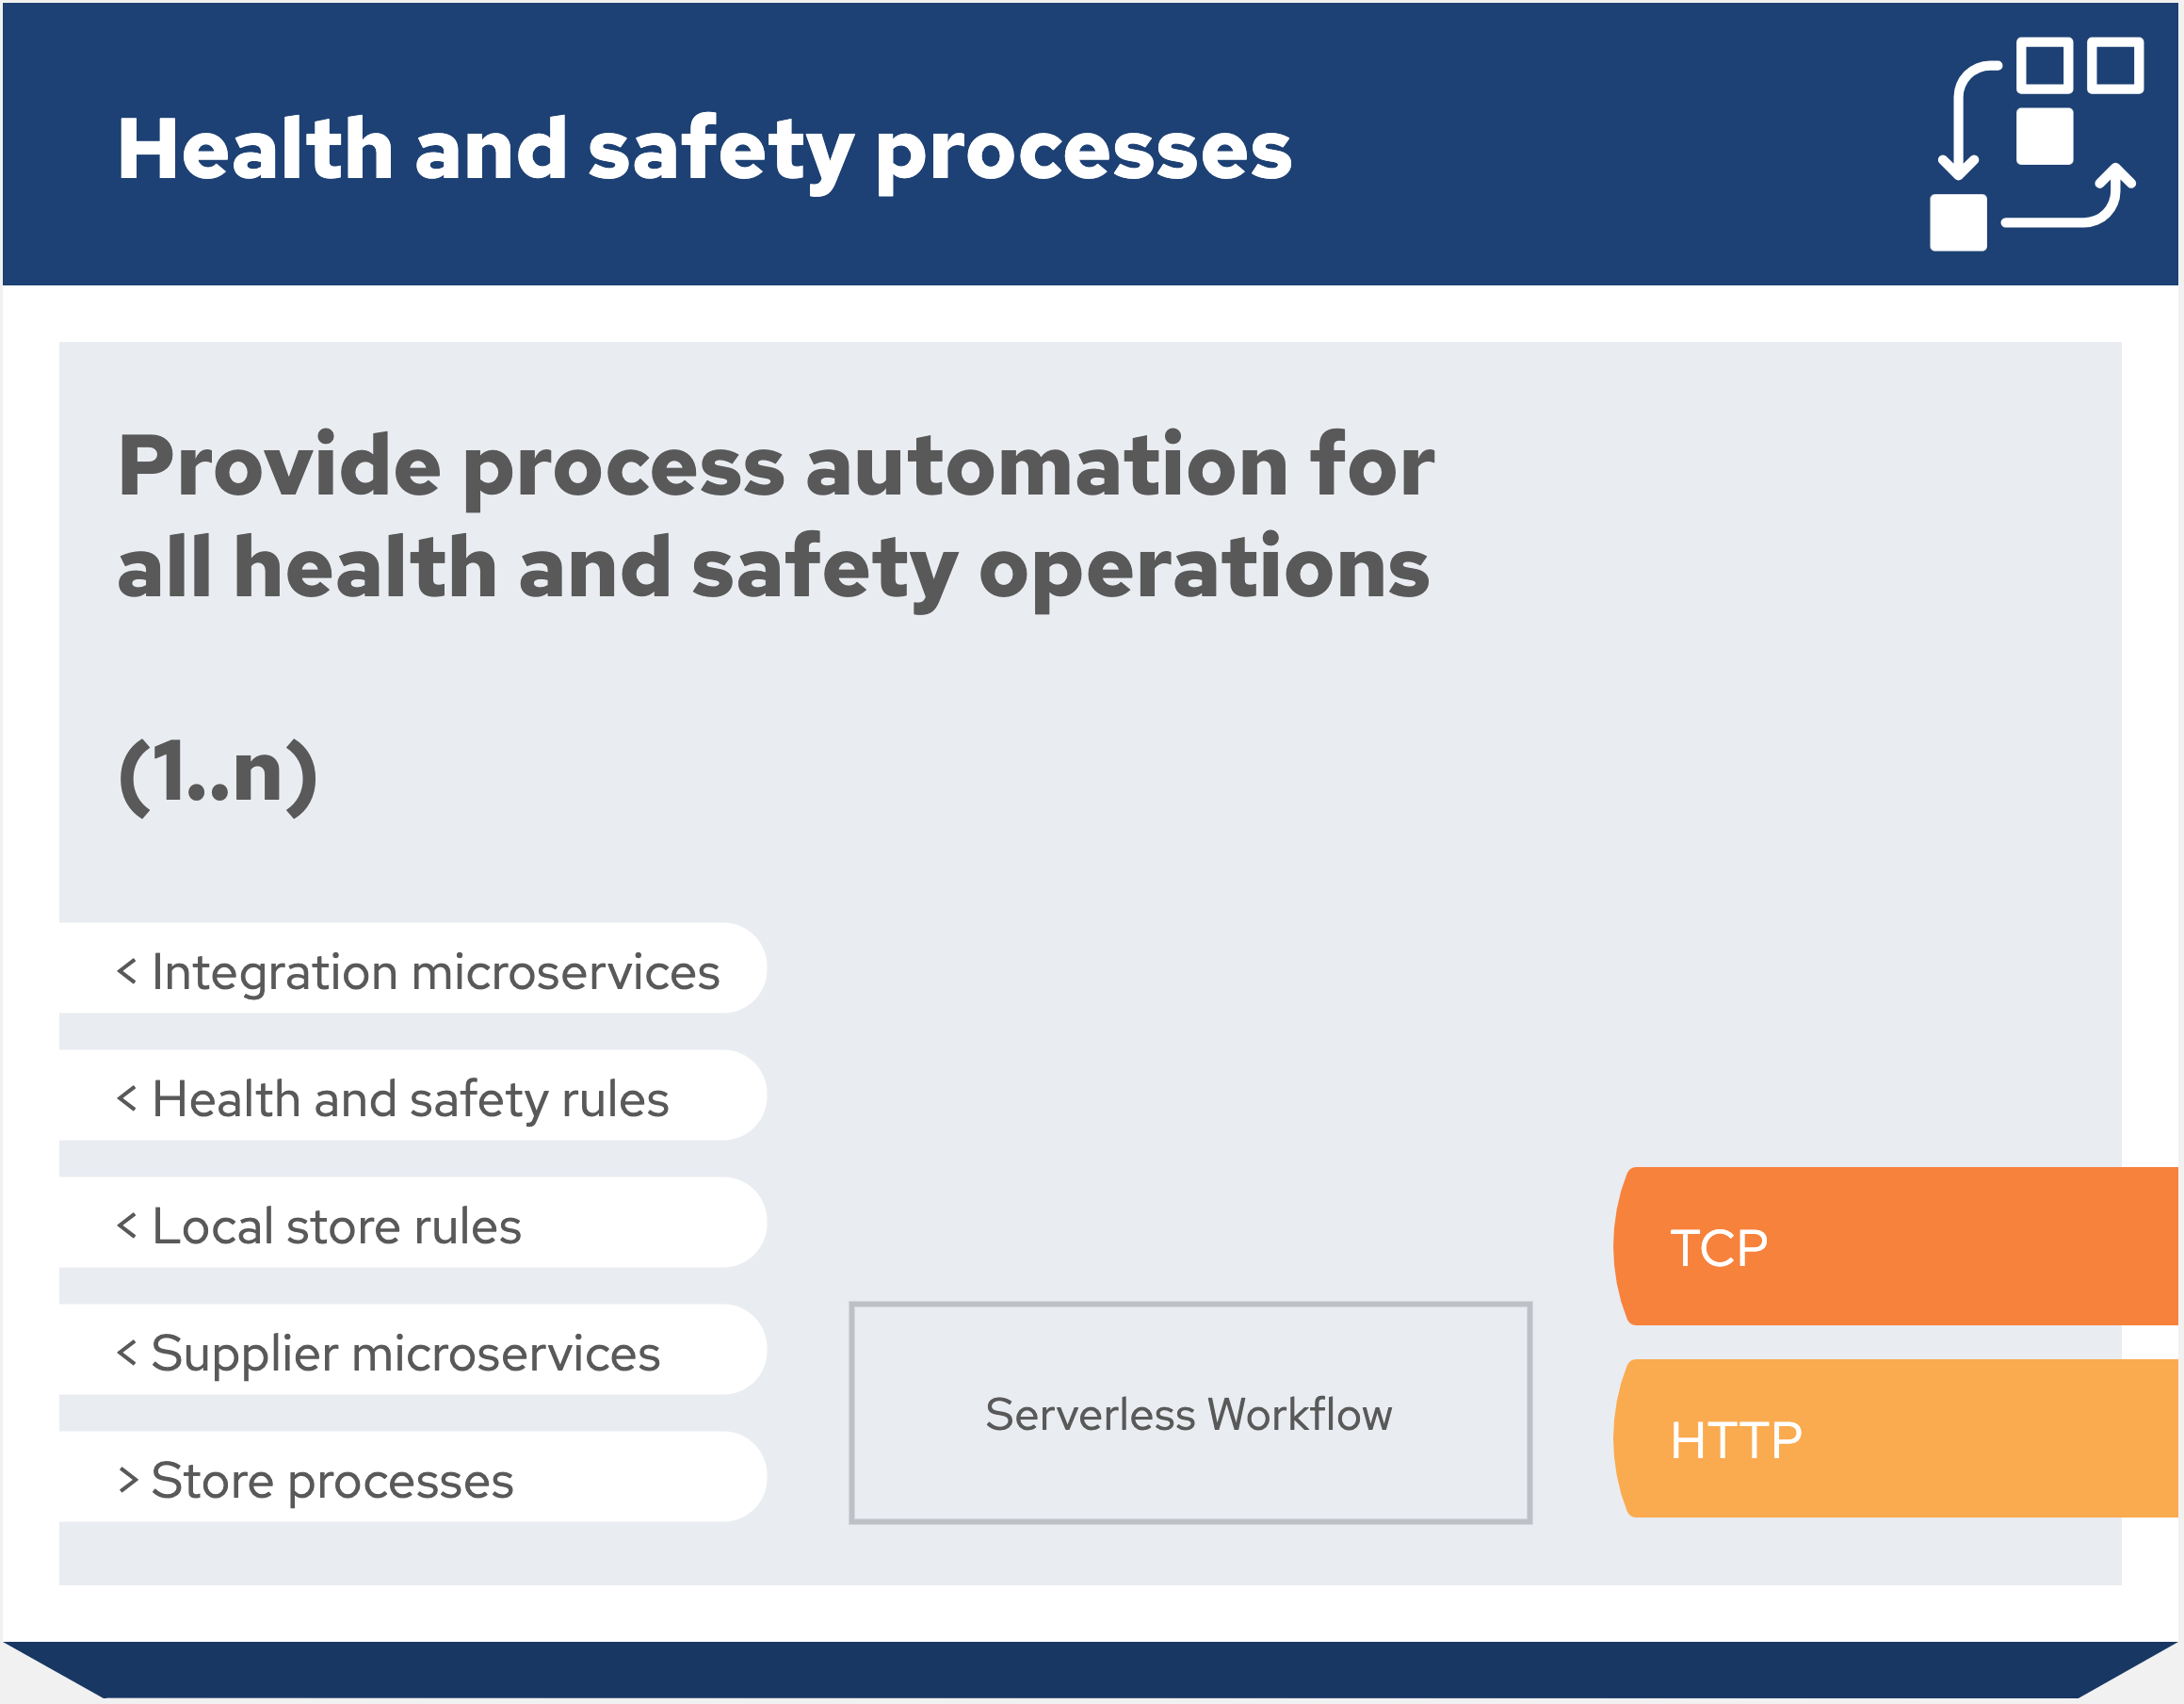 Health and safety processes
Provide process automation for
all health and safety operations
(1..n)
< Integration microservices
< Health and safety rules
< Local store rules
< Supplier microservices
> Store processes
Serverless Workflow
TCP
HTTP